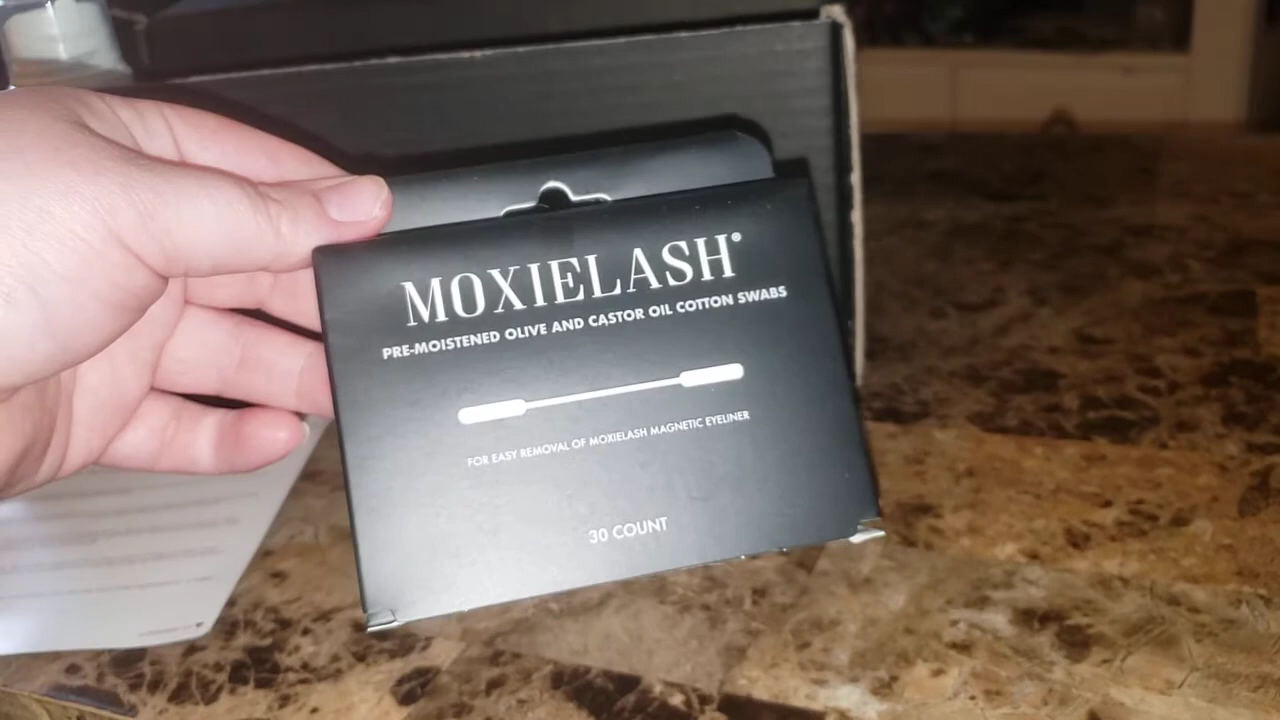 MOXIELASH®
PRE-MOISTENED OLIVE AND CASTOR OIL COTTON SWABS
FOR EASY REMOVAL OF MOXIELASH MAGNETIC EYELINER
30 COUNT